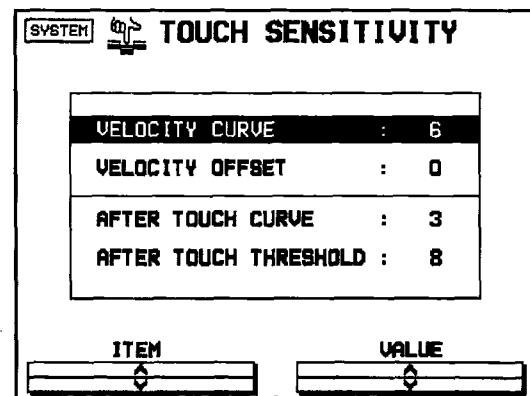 SYSTEM TOUCH SENSITIVITY
VELOCITY CURVE : 6
VELOCITY OFFSET : 0
AFTER TOUCH CURVE : 3
AFTER TOUCH THRESHOLD : 8
ITEM VALUE